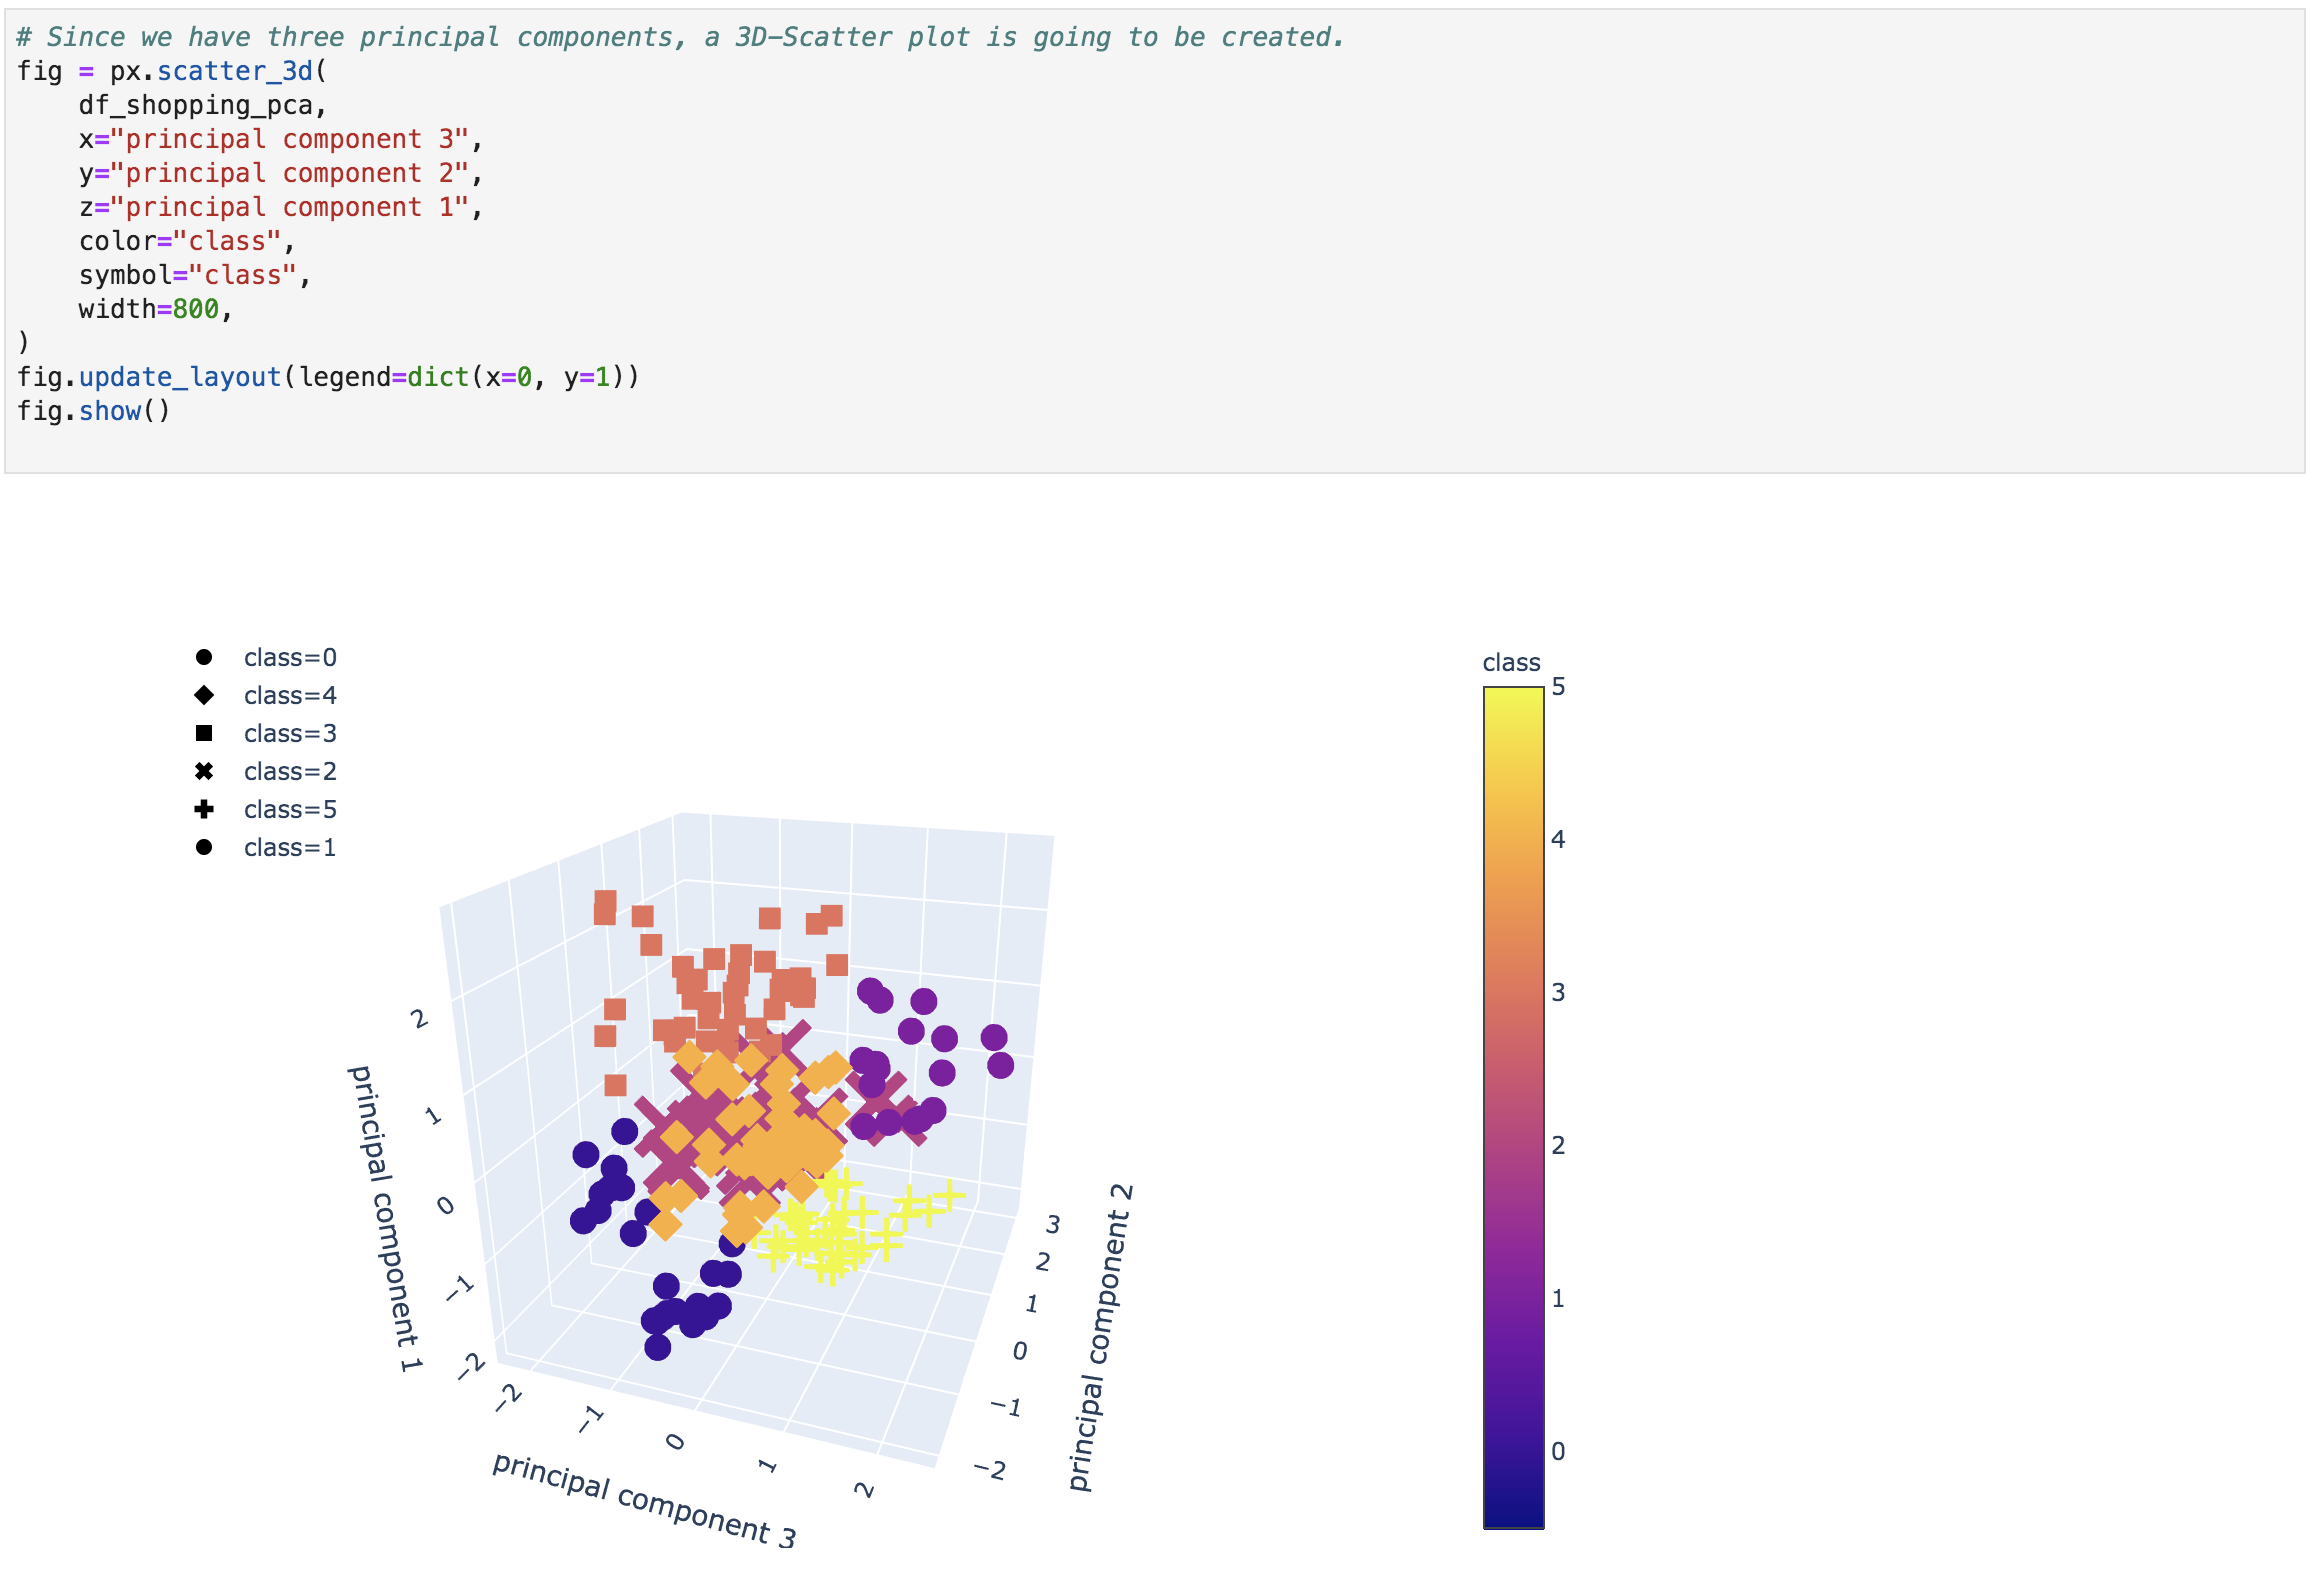 # Since we have three principal components, a 3D-Scatter plot is going to be created.
fig = px.scatter_3d(
    df_shopping_pca,
    x="principal component 3",
    y="principal component 2",
    z="principal component 1",
    color="class",
    symbol="class",
    width=800,
)
fig.update_layout(legend=dict(x=0, y=1))
fig.show()
class=0
class=4
class=3
class=2
class=5
class=1
class
5
4
3
2
1
0
principal component 1
2
1
0
−1
−2
principal component 3
−2
−1
0
1
2
principal component 2
3
2
1
0
−1
−2